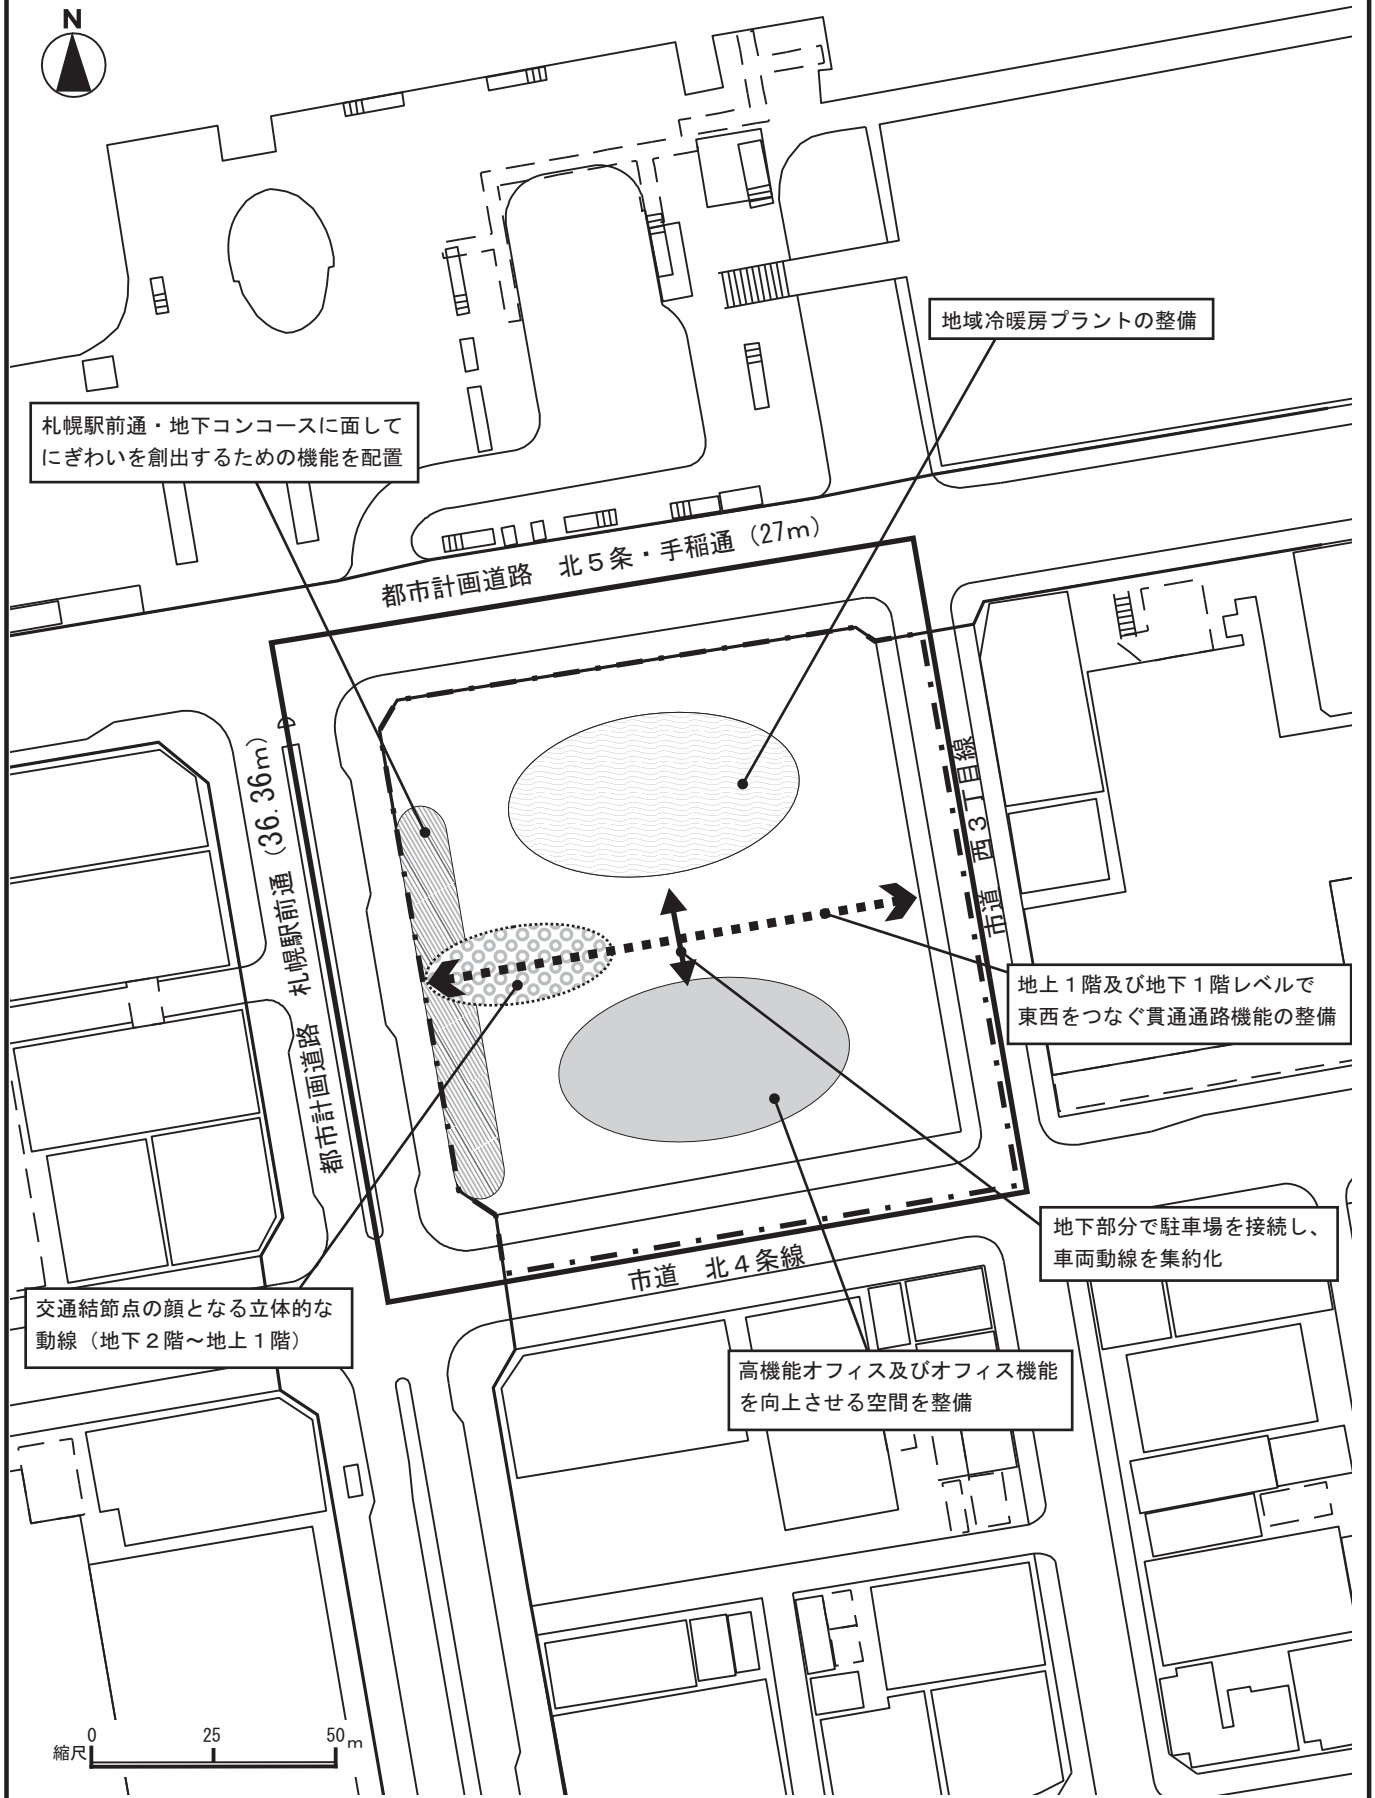 N
地域冷暖房プラントの整備
札幌駅前通・地下コンコースに面して
にぎわいを創出するための機能を配置
都市計画道路　北５条・手稲通（27ｍ）
都市計画道路　札幌駅前通（36.36ｍ）
市道　西３丁目線
地上１階及び地下１階レベルで
東西をつなぐ貫通通路機能の整備
地下部分で駐車場を接続し、
車両動線を集約化
市道　北４条線
交通結節点の顔となる立体的な
動線（地下２階〜地上１階）
高機能オフィス及びオフィス機能
を向上させる空間を整備
縮尺 0 25 50ｍ